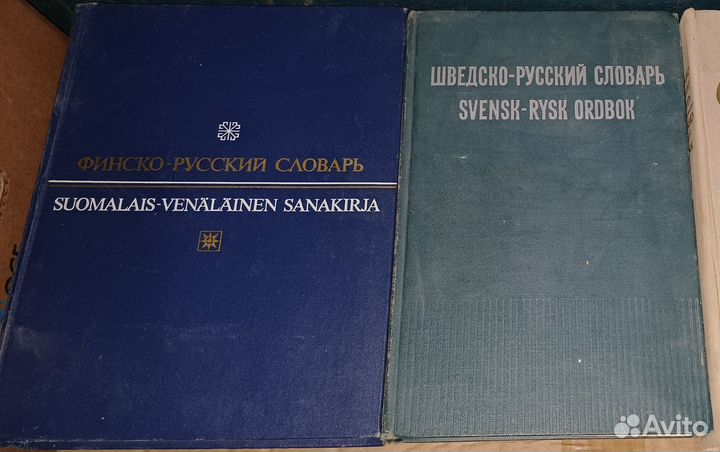 ФИНСКО-РУССКИЙ СЛОВАРЬ
SUOMALAIS-VENÄLÄINEN SANAKIRJA
ШВЕДСКО-РУССКИЙ СЛОВАРЬ
SVENSK-RYSK ORDBOK
Avito